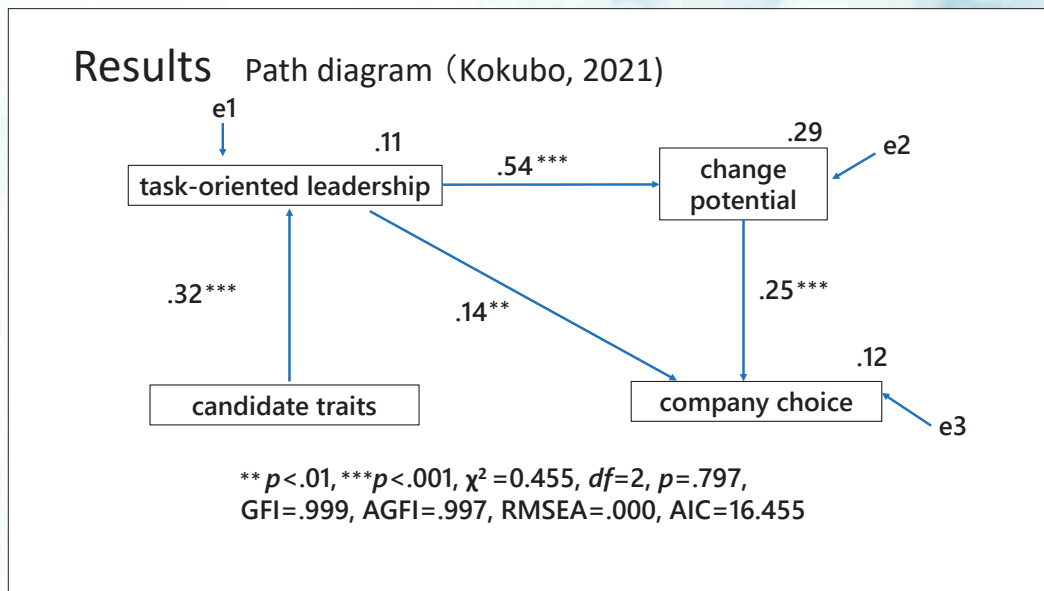 Results Path diagram（Kokubo, 2021)
e1
.11
.29
e2
task-oriented leadership
.54***
change
potential
.32***
.14**
.25***
.12
candidate traits
company choice
e3
** p<.01, ***p<.001, χ² =0.455, df=2, p=.797,
GFI=.999, AGFI=.997, RMSEA=.000, AIC=16.455